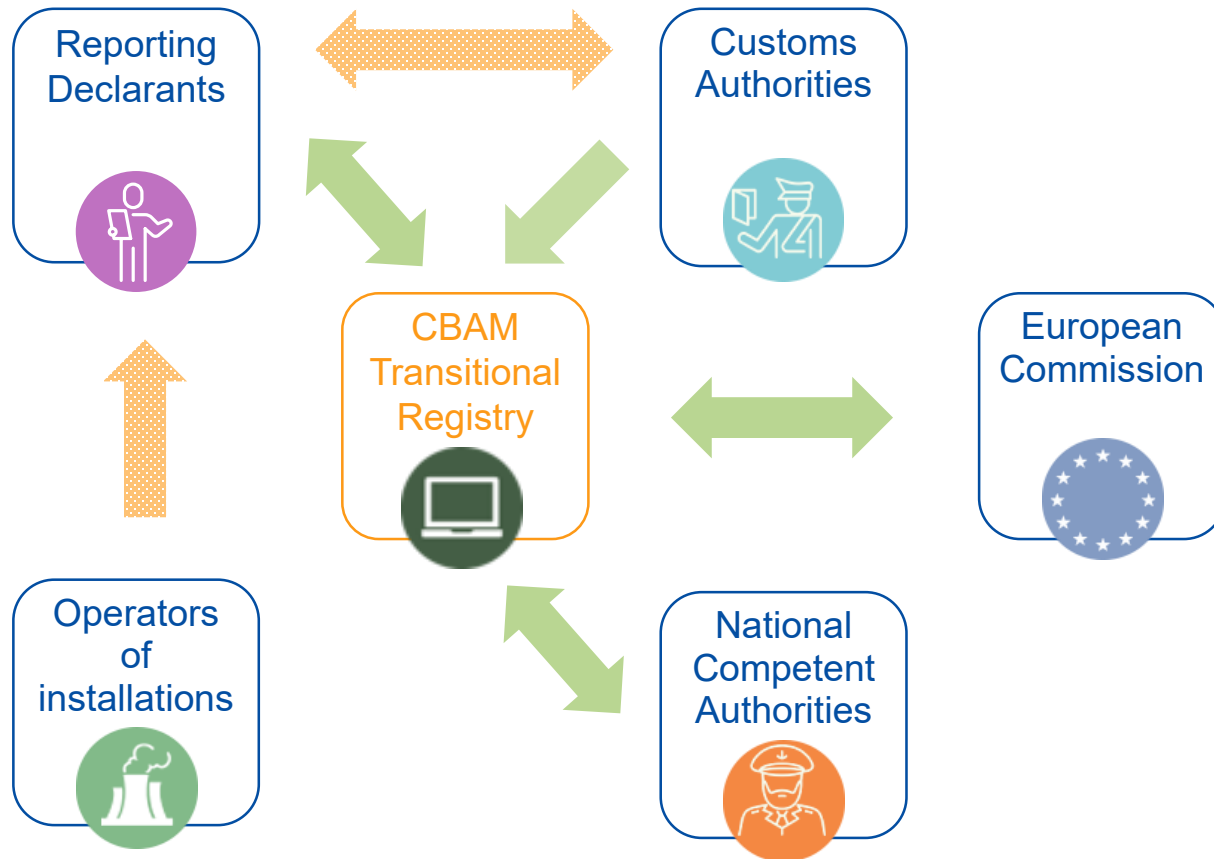 Reporting
Declarants
Customs
Authorities
CBAM
Transitional
Registry
European
Commission
Operators
of
installations
National
Competent
Authorities